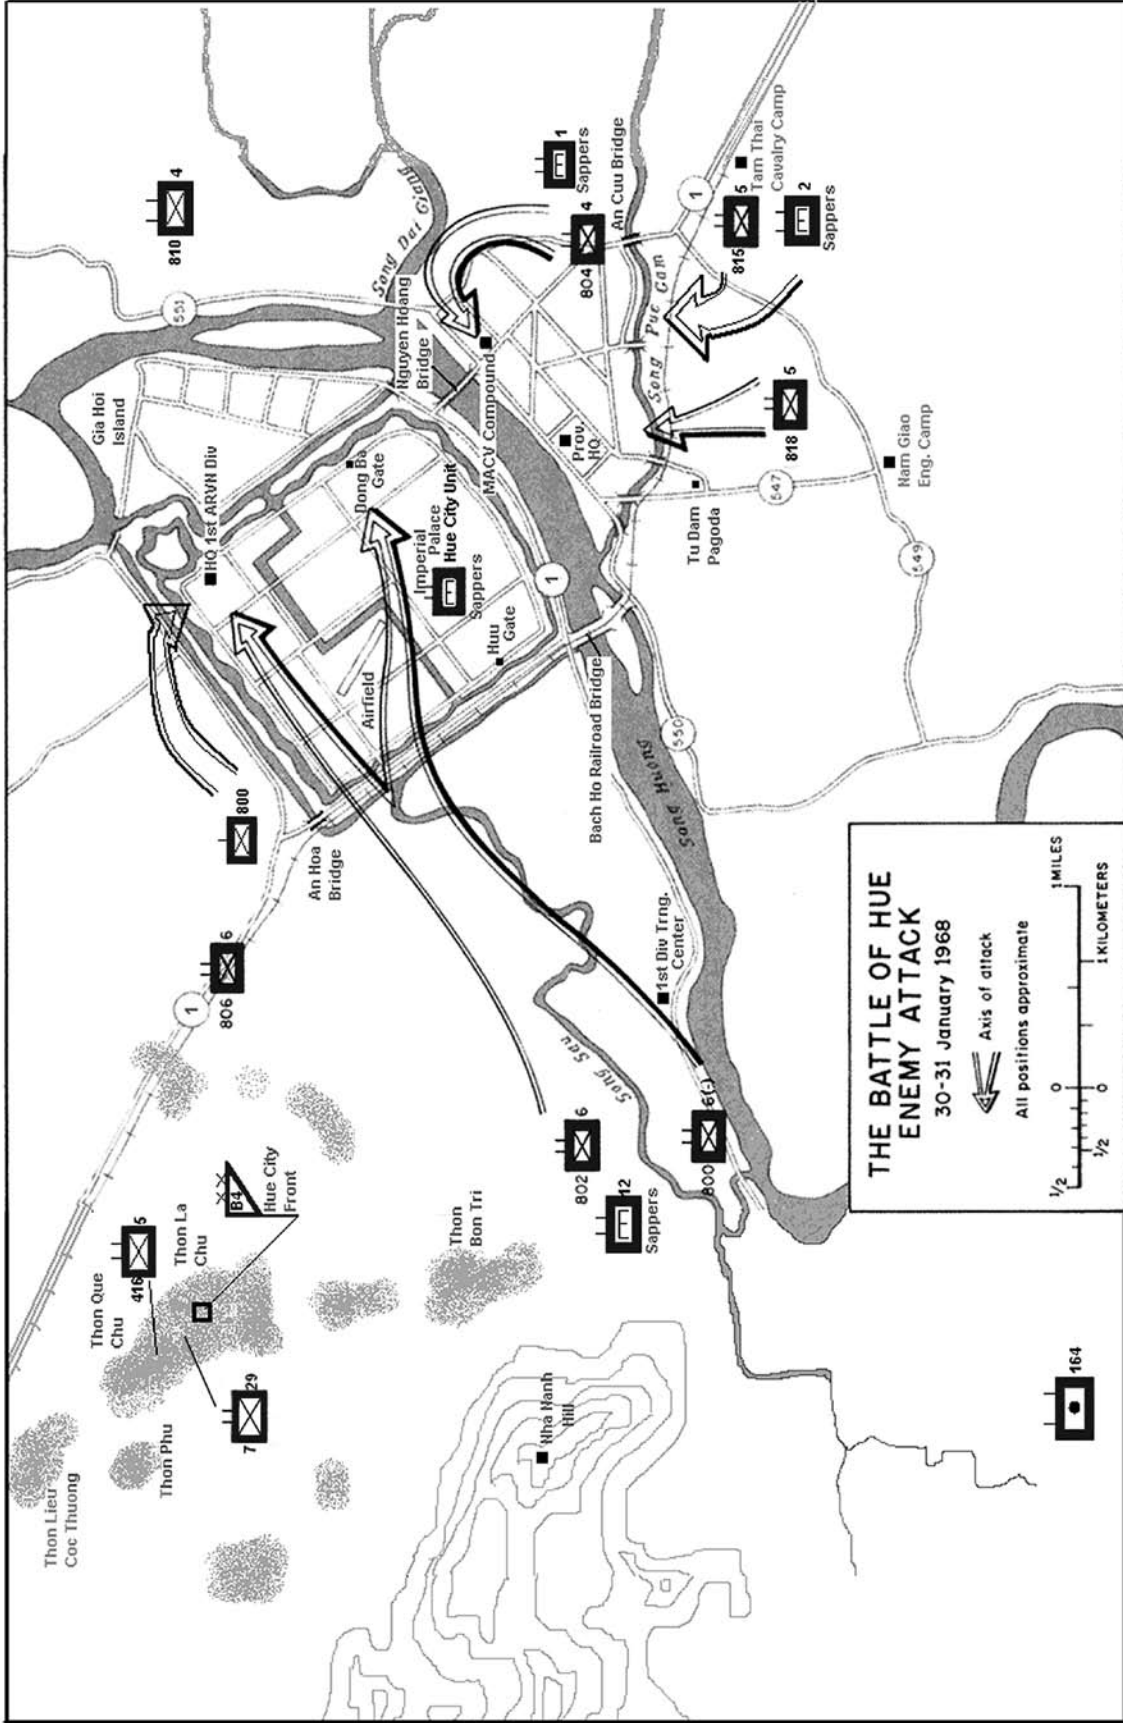 Thon Lieu
Coc Thuong
Thon Phu
7
29
Thon Que
Chu
416
5
Thon La
Chu
B4
XX
Hue City
Front
1
806
6
800
An Hoa
Bridge
Thon
Bon Tri
Nha Nanh
Hill
802
6
12
Sappers
Song Sau
800
6(-)
1st Div Trng.
Center
164
Gia Hoi
Island
HQ 1st ARVN Div
551
810
4
Airfield
Dong Ba
Gate
Imperial
Palace
Hue City Unit
Sappers
Huu
Gate
Nguyen Hoang
Bridge
Song Dat Giang
MACV Compound
1
Bach Ho Railroad Bridge
Song Huong
550
Prov.
HQ
1
Sappers
804
4
An Cuu Bridge
Song Puc Cam
1
Tam Thai
Cavalry Camp
815
5
2
Sappers
818
5
Tu Dam
Pagoda
547
Nam Giao
Eng. Camp
549
THE BATTLE OF HUE
ENEMY ATTACK
30-31 January 1968
Axis of attack
All positions approximate
1/2 0 1 MILES
1/2 0 1 KILOMETERS